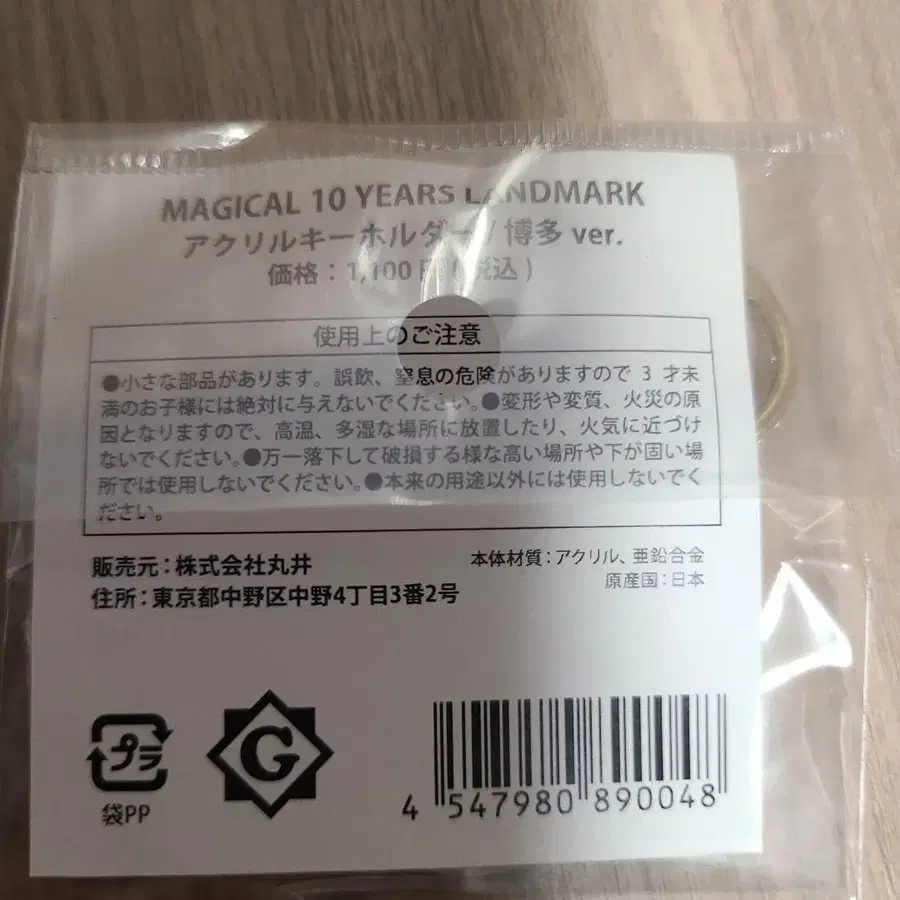 MAGICAL 10 YEARS LANDMARK
アクリルキーホルダー / 博多 ver.
価格：1,100 円 (税込)
使用上のご注意
●小さな部品があります。誤飲、窒息の危険がありますので 3 才未
満のお子様には絶対に与えないでください。●変形や変質、火災の原
因となりますので、高温、多湿な場所に放置したり、火気に近づけ
ないでください。●万一落下して破損する様な高い場所や下が固い場
所では使用しないでください。●本来の用途以外には使用しないでく
ださい。
販売元：株式会社丸井
住所：東京都中野区中野4丁目3番2号
本体材質：アクリル、亜鉛合金
原産国：日本
プラ
袋PP
G
4 547980 890048